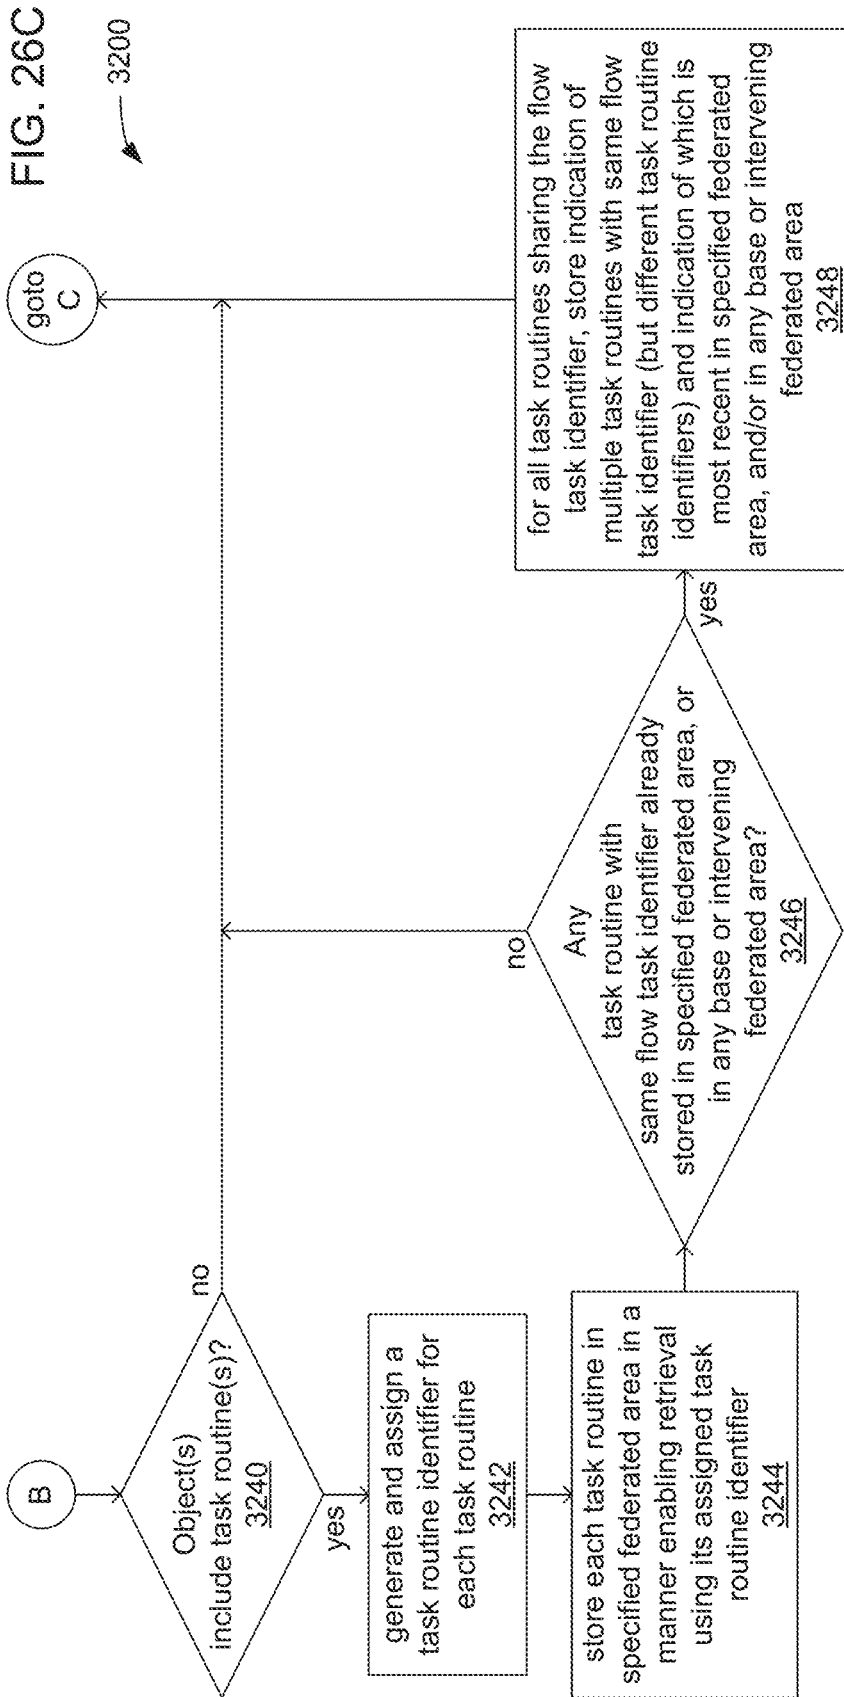 FIG. 26C
3200
B
Object(s)
include task routine(s)?
3240
no
yes
generate and assign a
task routine identifier for
each task routine
3242
store each task routine in
specified federated area in a
manner enabling retrieval
using its assigned task
routine identifier
3244
Any
task routine with
same flow task identifier already
stored in specified federated area, or
in any base or intervening
federated area?
3246
no
yes
for all task routines sharing the flow
task identifier, store indication of
multiple task routines with same flow
task identifier (but different task routine
identifiers) and indication of which is
most recent in specified federated
area, and/or in any base or intervening
federated area
3248
goto
C